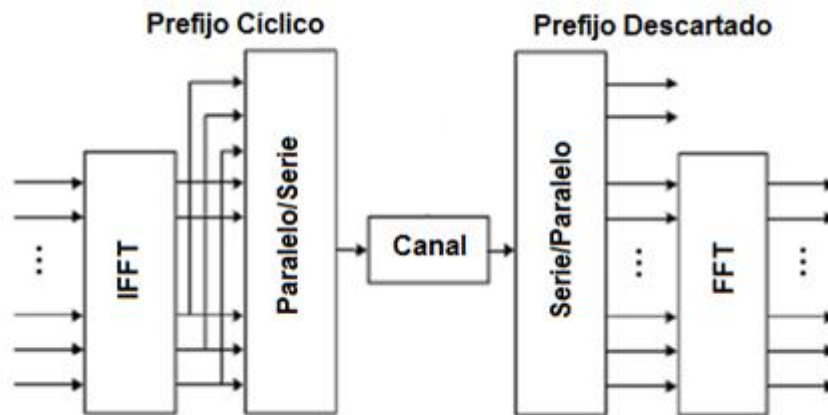 Prefijo Cíclico
Prefijo Descartado
IFFT
Paralelo/Serie
Canal
Serie/Paralelo
FFT